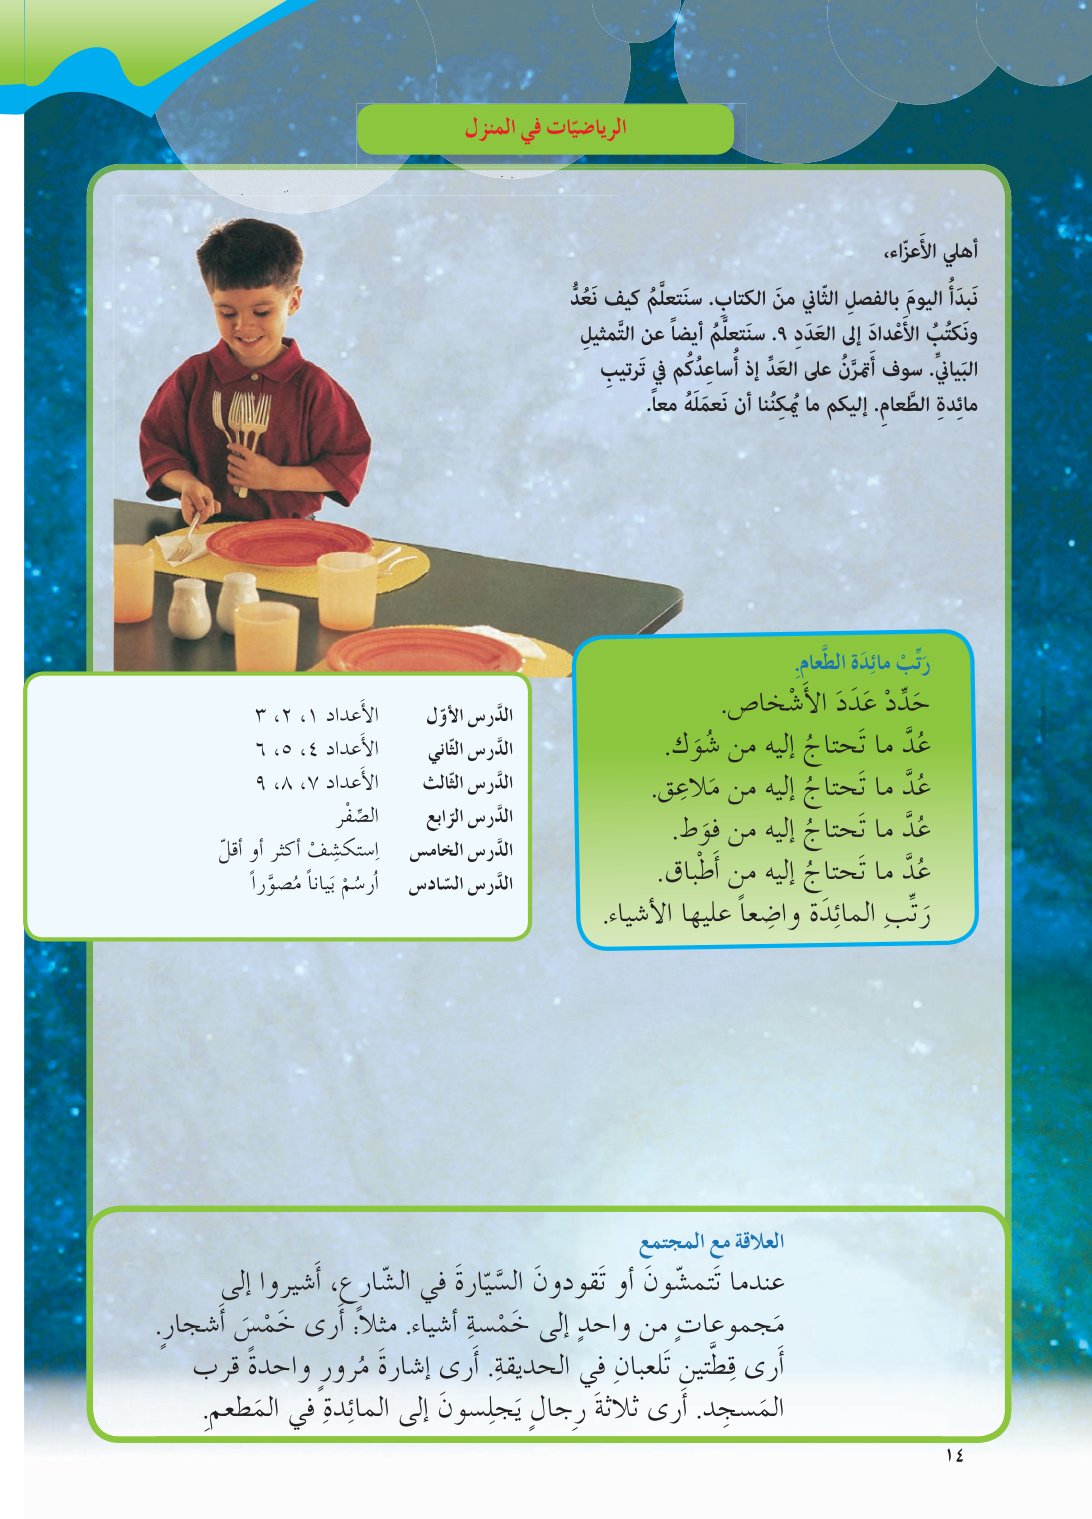 الرياضيّات في المنزل
أهلي الأَعزّاء،
نَبدَأُ اليومَ بالفصلِ الثّاني منَ الكتابِ. سنَتعلَّمُ كيف نَعُدُّ
ونَكتُبُ الأَعْدادَ إلى العَدَدِ ٩. سنَتعلَّمُ أيضاً عن التَّمثيلِ
البَيانيِّ. سوف أَتمَرَّنُ على العَدِّ إذ أُساعِدُكُم في تَرتيبِ
مائِدةِ الطَّعامِ. إليكم ما يُمكِنُنا أن نَعمَلَهُ معاً.
رَتِّبْ مائِدَة الطَّعامِ.
حَدِّدْ عَدَدَ الأَشْخاص.
عُدَّ ما تَحتاجُ إليه من شُوَك.
عُدَّ ما تَحتاجُ إليه من مَلاعِق.
عُدَّ ما تَحتاجُ إليه من فوَط.
عُدَّ ما تَحتاجُ إليه من أَطْباق.
رَتِّبِ المائِدَة واضِعاً عليها الأشياء.
الدَّرس الأوّل الأَعداد ١، ٢، ٣
الدَّرس الثّاني الأَعداد ٤، ٥، ٦
الدَّرس الثّالث الأَعداد ٧، ٨، ٩
الدَّرس الرّابع الصِّفْر
الدَّرس الخامس اِستكشِفْ أكثر أو أقلّ
الدَّرس السّادس اُرسُمْ بَياناً مُصوَّراً
العلاقة مع المجتمع
عندما تَتمشّونَ أو تَقودونَ السَّيّارةَ في الشّارعِ، أَشيروا إلى
مَجموعاتٍ من واحدٍ إلى خَمْسةِ أشياء. مثلاً: أَرى خَمْسَ أَشجارٍ.
أَرى قِطَّتينِ تَلعبانِ في الحديقةِ. أَرى إشارةَ مُرورٍ واحدةً قرب
المَسجِد. أَرى ثلاثةَ رِجالٍ يَجلِسونَ إلى المائِدةِ في المَطعمِ.
١٤